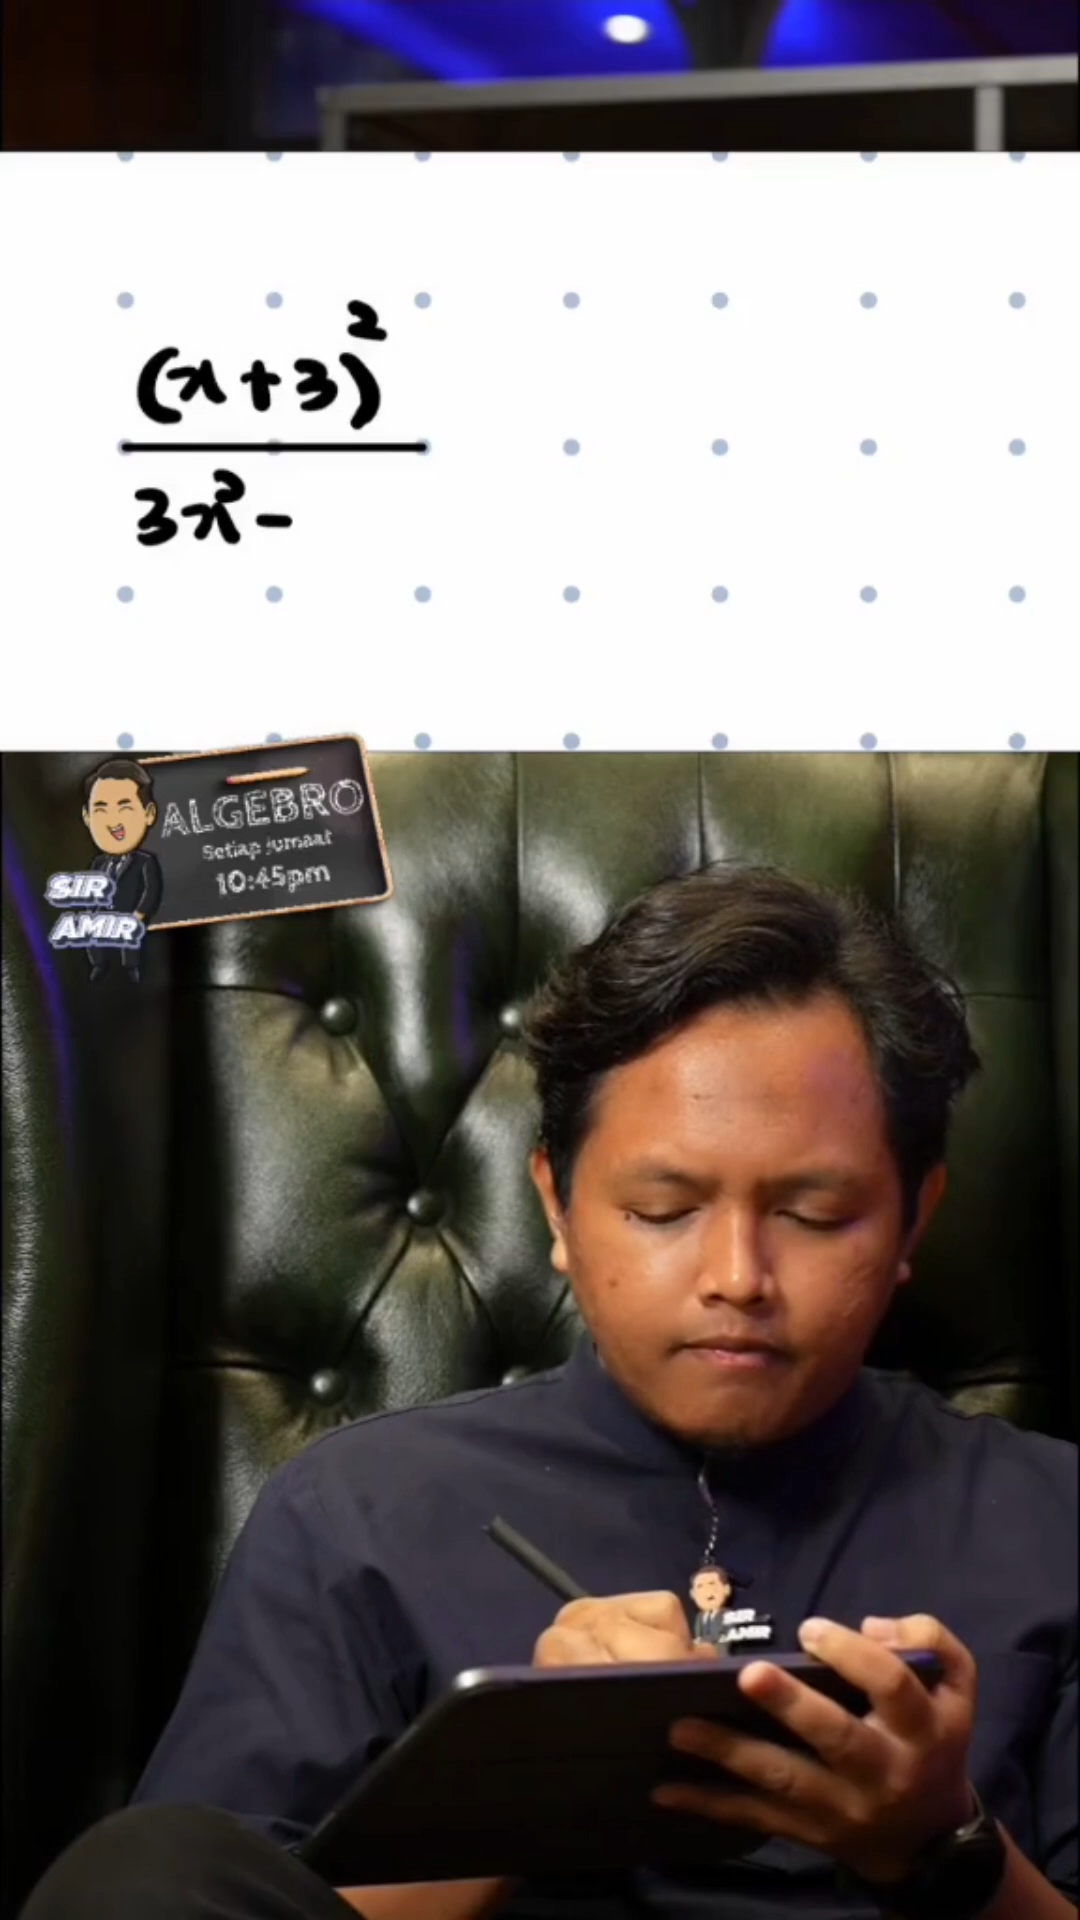 (x+3)²
3x² -
ALGEBRO
Setiap jumaat
10:45pm
SIR
AMIR
SIR
AMIR